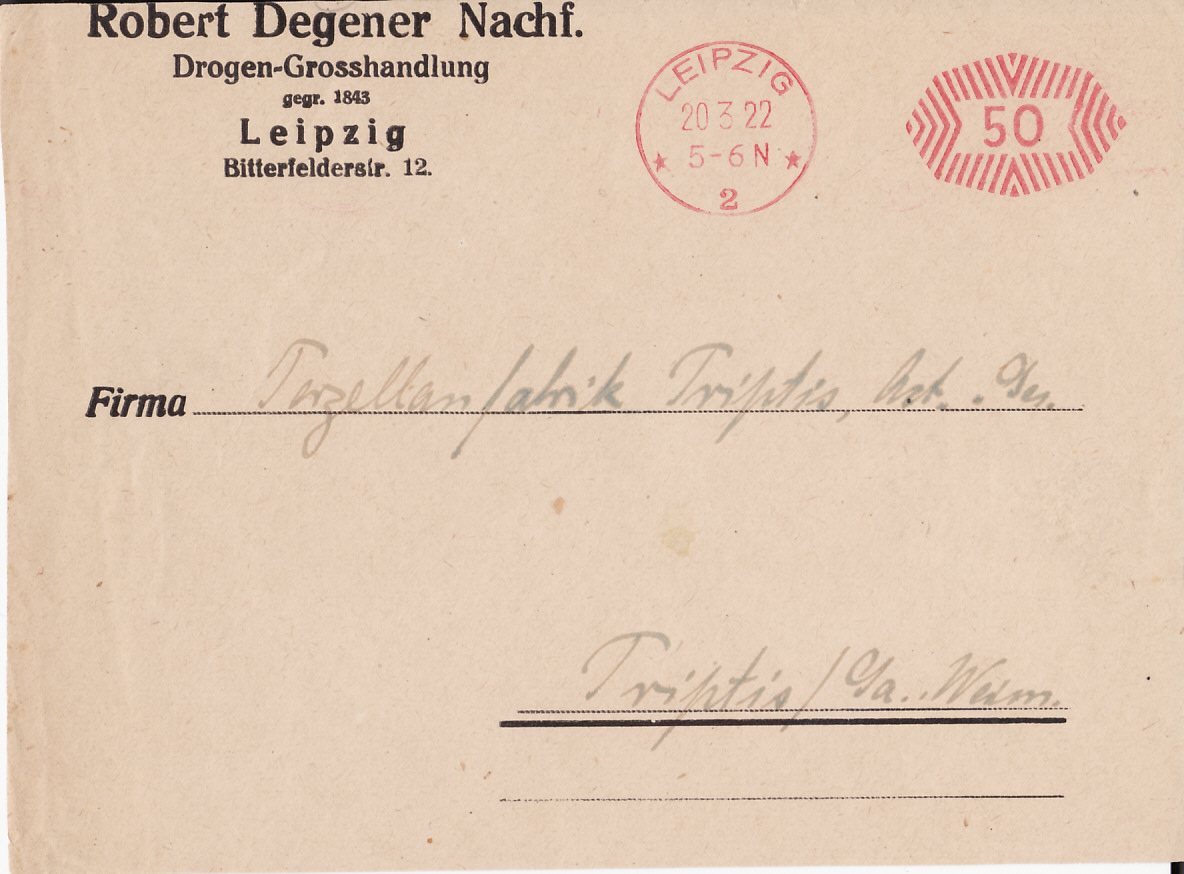 Robert Degener Nachf.
Drogen-Grosshandlung
gegr. 1843
Leipzig
Bitterfelderstr. 12.
LEIPZIG
20 3 22
5-6 N
2
50
Firma Porzellanfabrik Triptis, Akt.-Ges.
Triptis / Sa.-Weim.